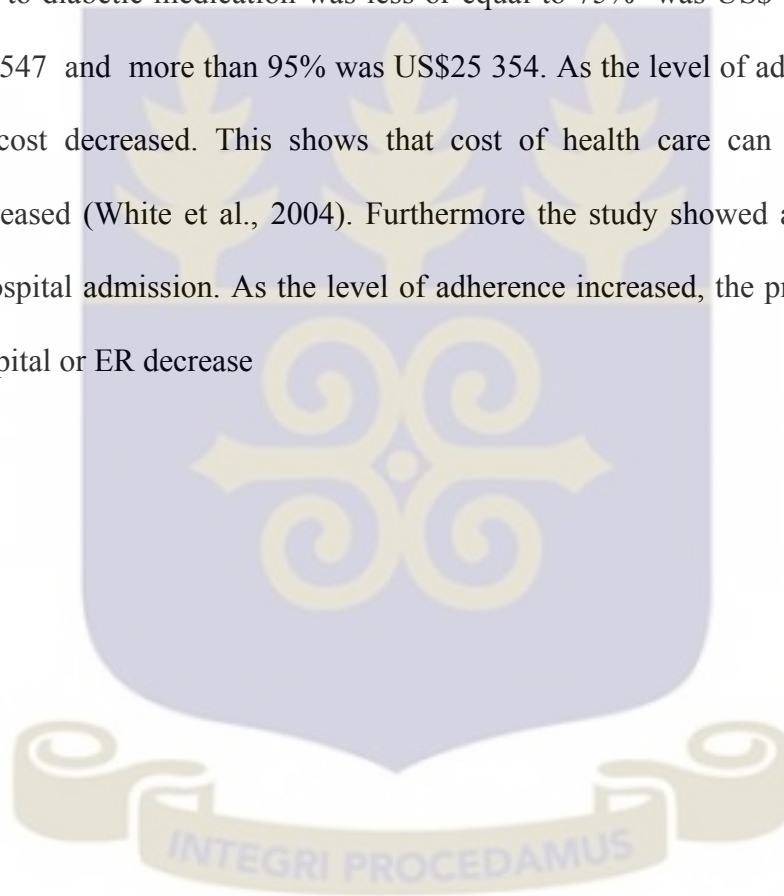 to diabetic medication was less or equal to 75% was US$
547 and more than 95% was US$25 354. As the level of ad
cost decreased. This shows that cost of health care can
reased (White et al., 2004). Furthermore the study showed a
ospital admission. As the level of adherence increased, the pr
pital or ER decrease
INTEGRI PROCEDAMUS